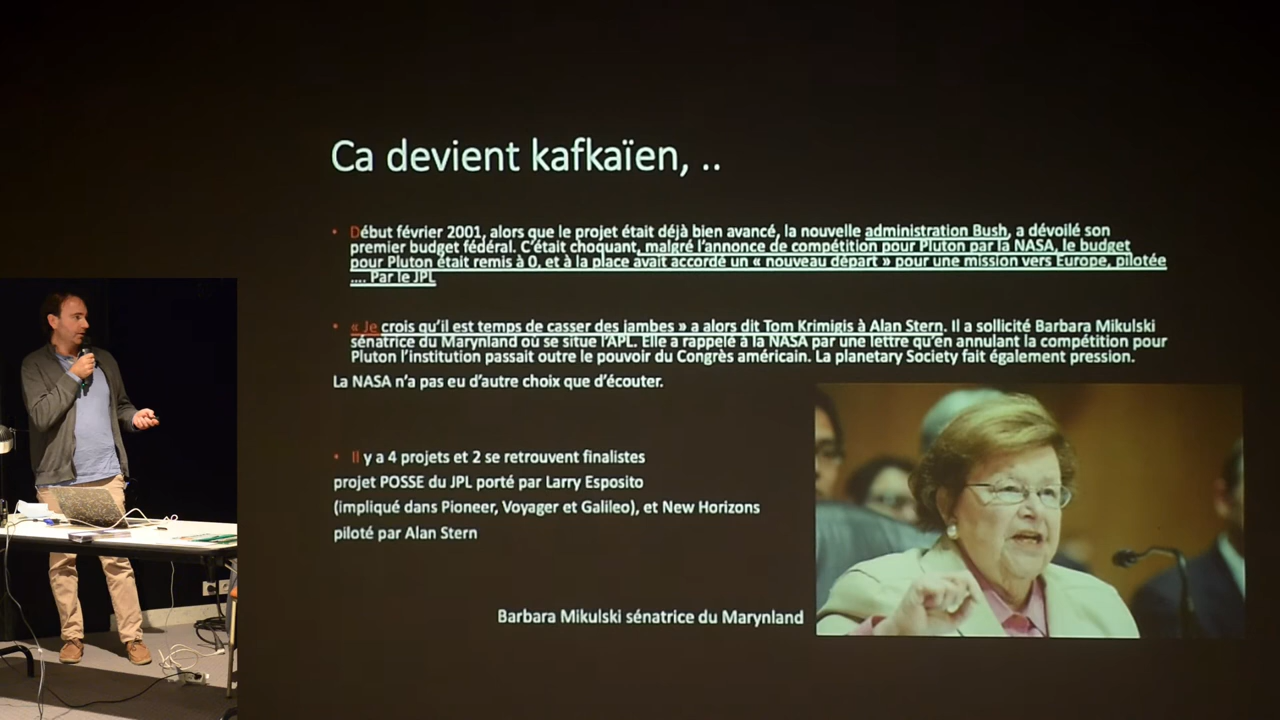 Ca devient kafkaïen, ..
• Début février 2001, alors que le projet était déjà bien avancé, la nouvelle administration Bush, a dévoilé son
premier budget fédéral. C'était choquant, malgré l'annonce de compétition pour Pluton par la NASA, le budget
pour Pluton était remis à 0, et à la place avait accordé un « nouveau départ » pour une mission vers Europe, pilotée
.... Par le JPL
• « Je crois qu'il est temps de casser des jambes » a alors dit Tom Krimigis à Alan Stern. Il a sollicité Barbara Mikulski
sénatrice du Marynland où se situe l'APL. Elle a rappelé à la NASA par une lettre qu'en annulant la compétition pour
Pluton l'institution passait outre le pouvoir du Congrès américain. La planetary Society fait également pression.
La NASA n'a pas eu d'autre choix que d'écouter.
• Il y a 4 projets et 2 se retrouvent finalistes
projet POSSE du JPL porté par Larry Esposito
(impliqué dans Pioneer, Voyager et Galileo), et New Horizons
piloté par Alan Stern
Barbara Mikulski sénatrice du Marynland